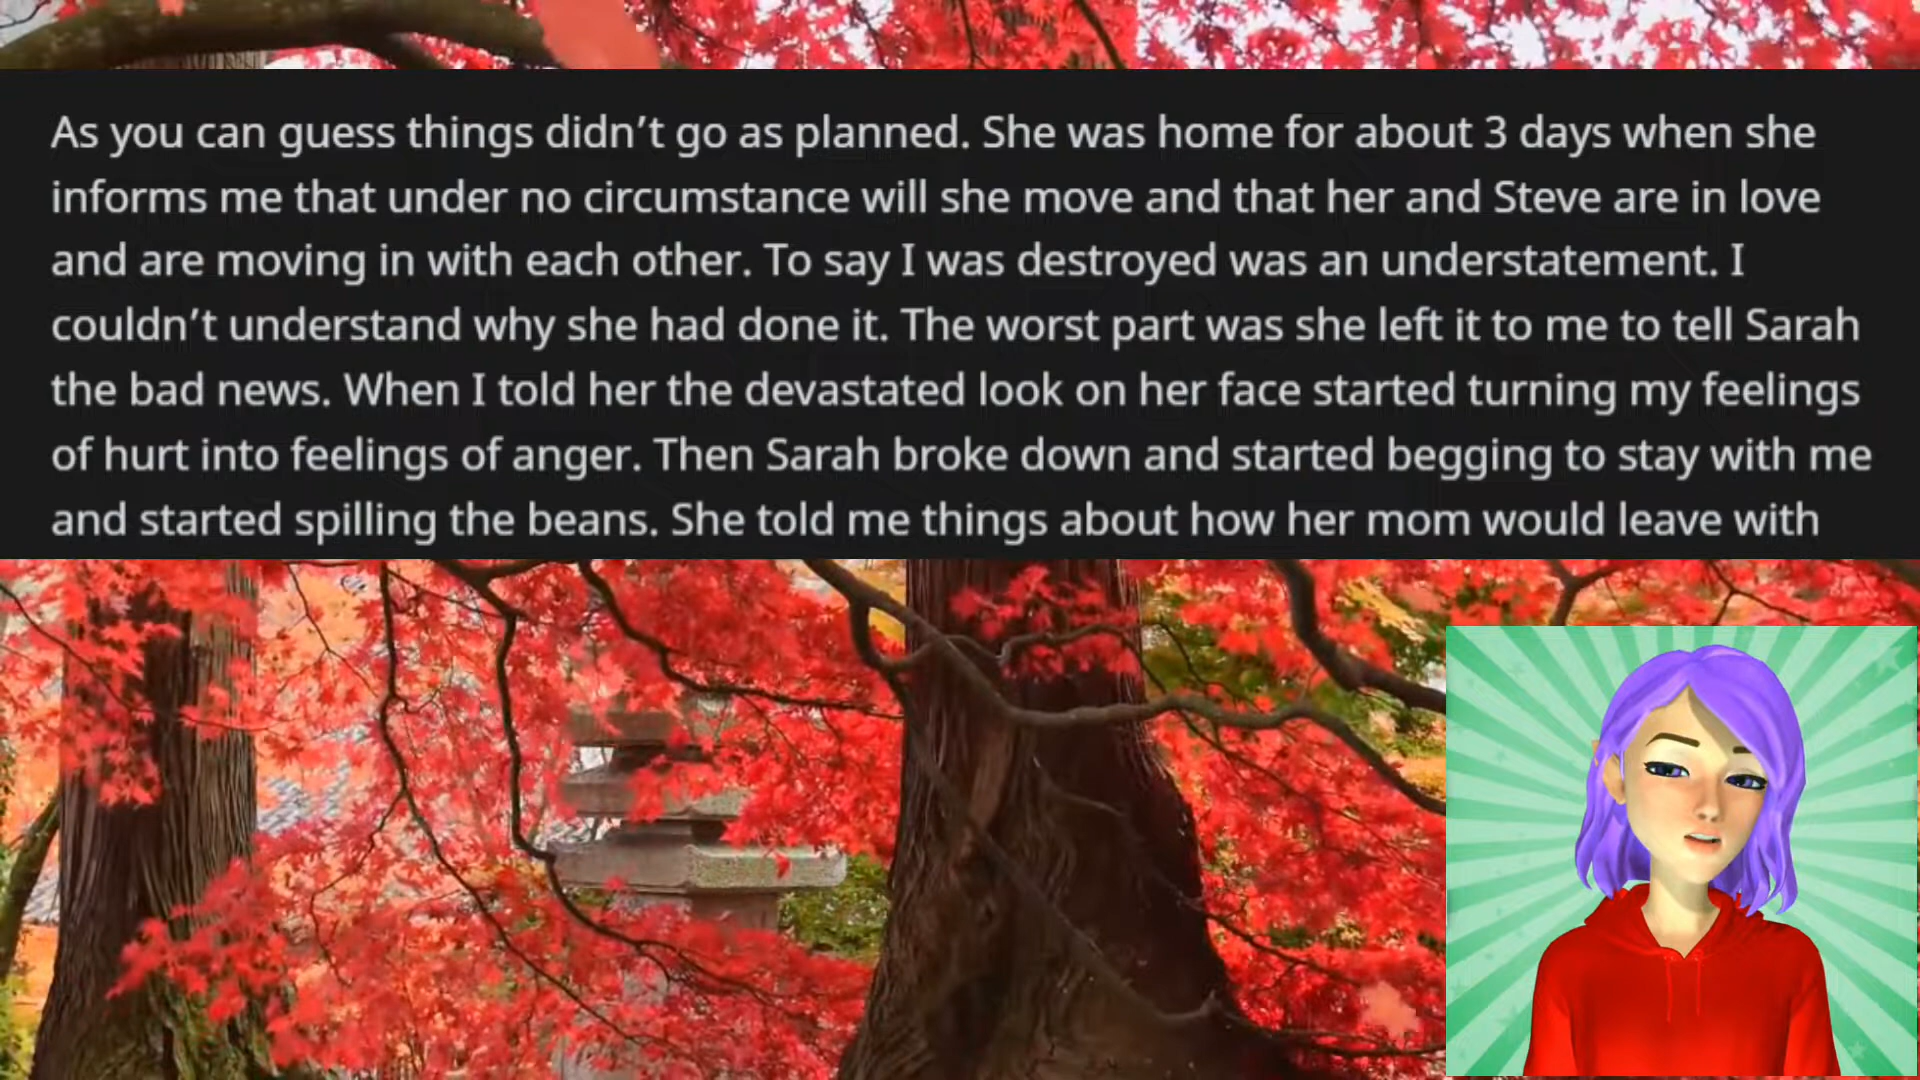 As you can guess things didn’t go as planned. She was home for about 3 days when she
informs me that under no circumstance will she move and that her and Steve are in love
and are moving in with each other. To say I was destroyed was an understatement. I
couldn’t understand why she had done it. The worst part was she left it to me to tell Sarah
the bad news. When I told her the devastated look on her face started turning my feelings
of hurt into feelings of anger. Then Sarah broke down and started begging to stay with me
and started spilling the beans. She told me things about how her mom would leave with